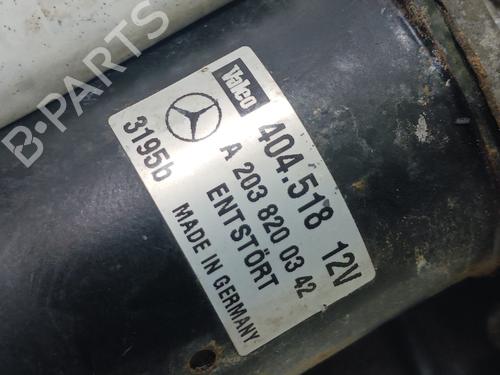 Valeo
404.518 12V
A 203 820 03 42
3195b
ENTSTÖRT
MADE IN GERMANY
B-PARTS